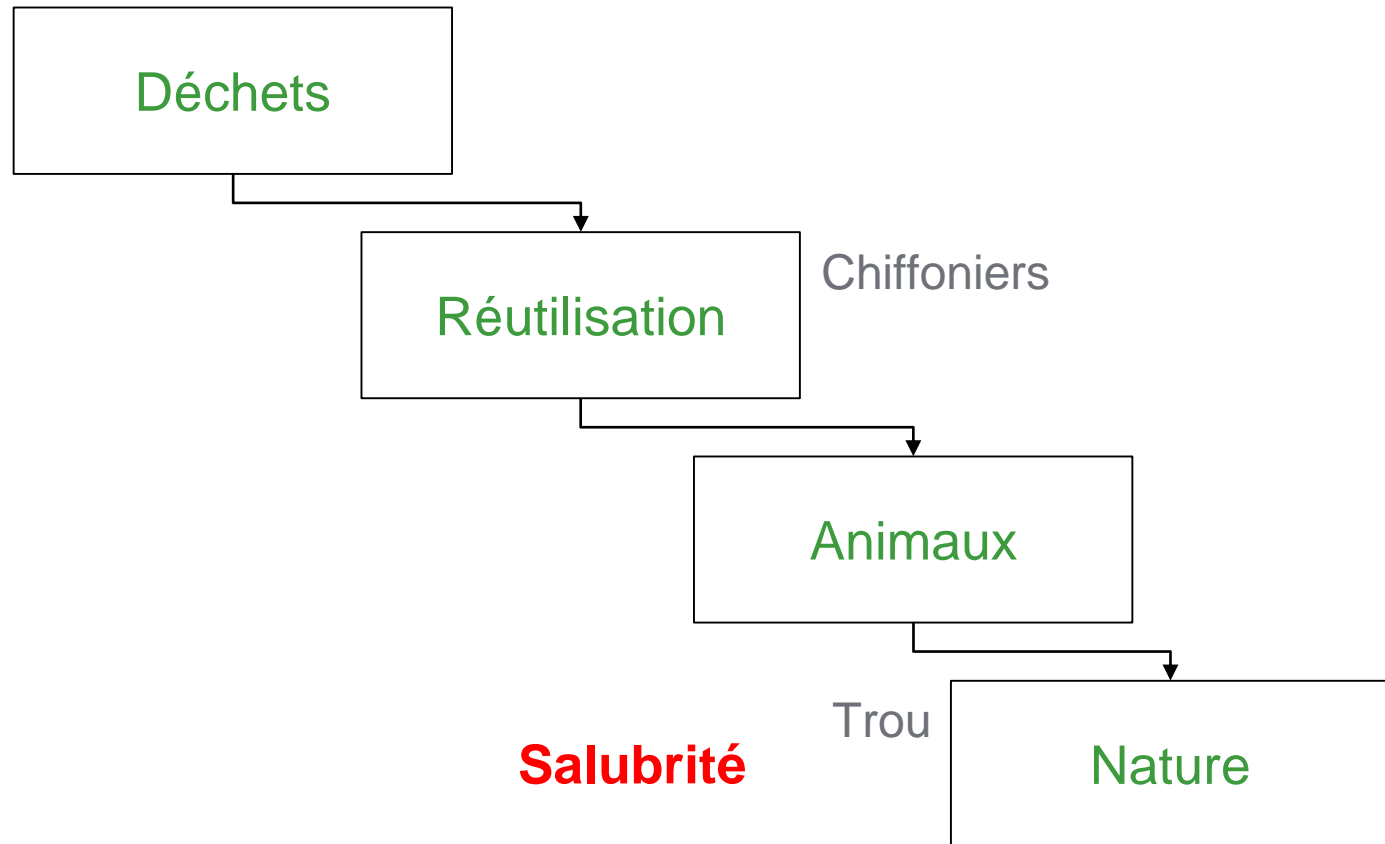 Déchets
Chiffoniers
Réutilisation
Animaux
Trou
Salubrité
Nature